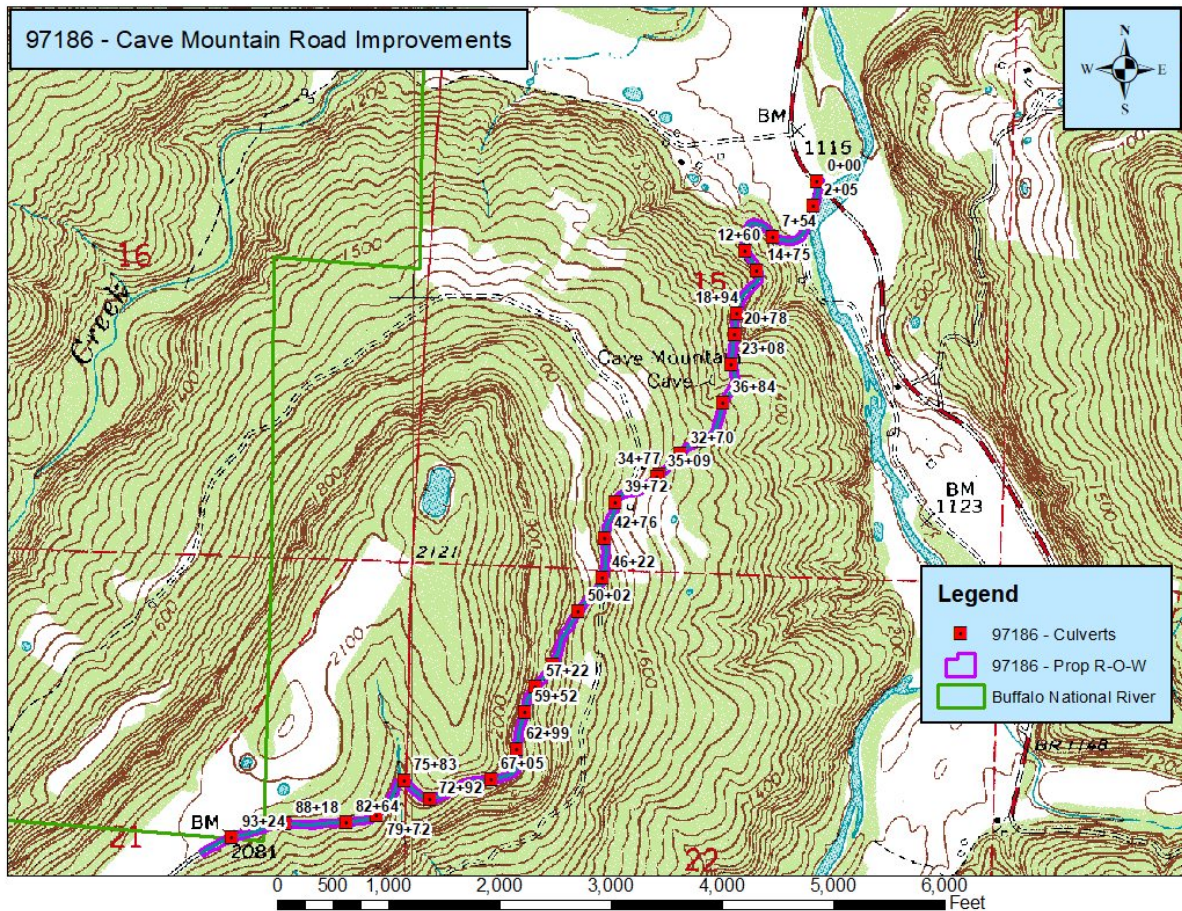 97186 - Cave Mountain Road Improvements
N
W E
S
1200
BM
1115
0+00
2+05
7+54
12+60
14+75
16
15
1500
Creek
18+94
20+78
23+08
Cave Mountain
Cave
36+84
32+70
34+77
35+09
39+72
42+76
BM
1123
2121
46+22
50+02
1600
2100
57+22
59+52
62+99
67+05
75+83
72+92
88+18
82+64
79+72
93+24
BM
2081
21
22
BR 1148
Legend
97186 - Culverts
97186 - Prop R-O-W
Buffalo National River
0 500 1,000 2,000 3,000 4,000 5,000 6,000
Feet